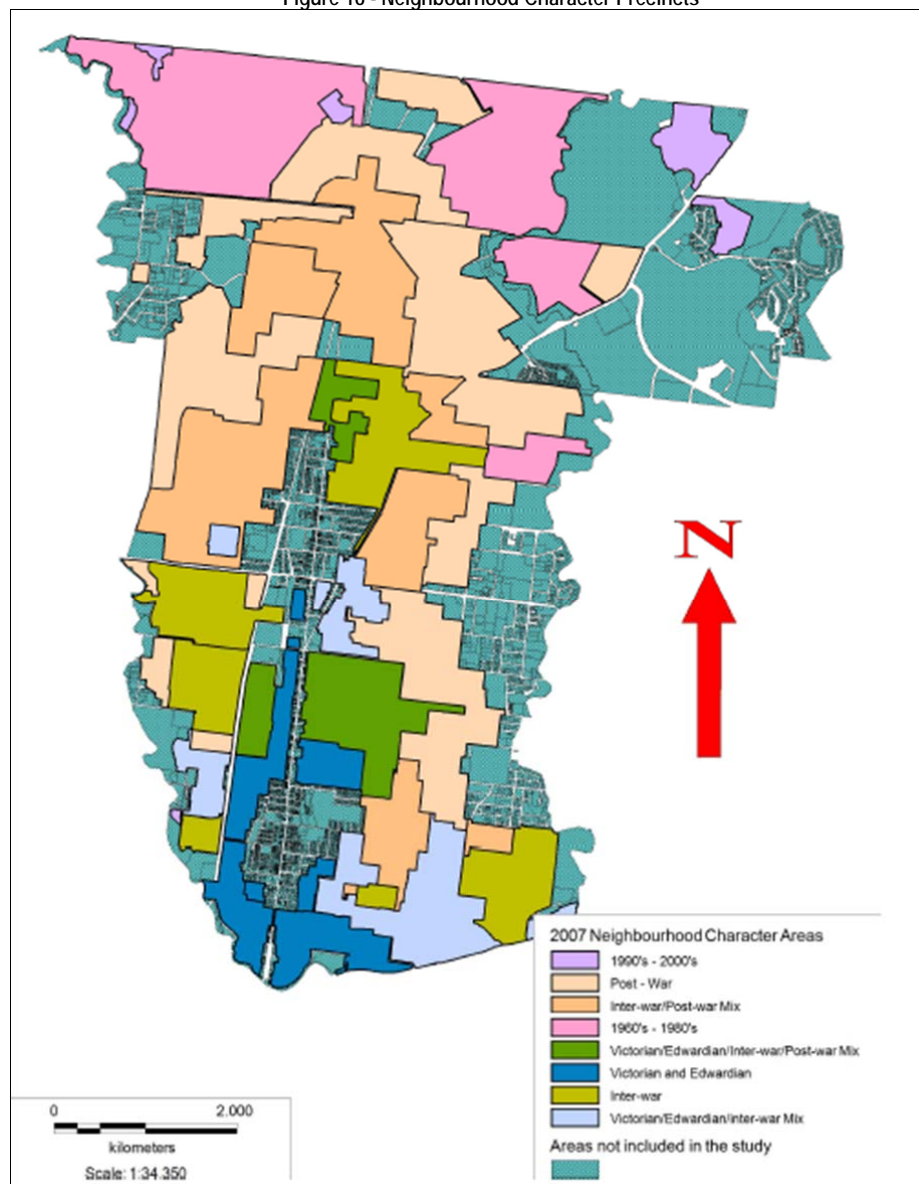 Figure 10 - Neighbourhood Character Precincts
N
2007 Neighbourhood Character Areas
1990's - 2000's
Post - War
Inter-war/Post-war Mix
1960's - 1980's
Victorian/Edwardian/Inter-war/Post-war Mix
Victorian and Edwardian
Inter-war
Victorian/Edwardian/Inter-war Mix
Areas not included in the study
0 2.000
kilometers
Scale: 1:34.350